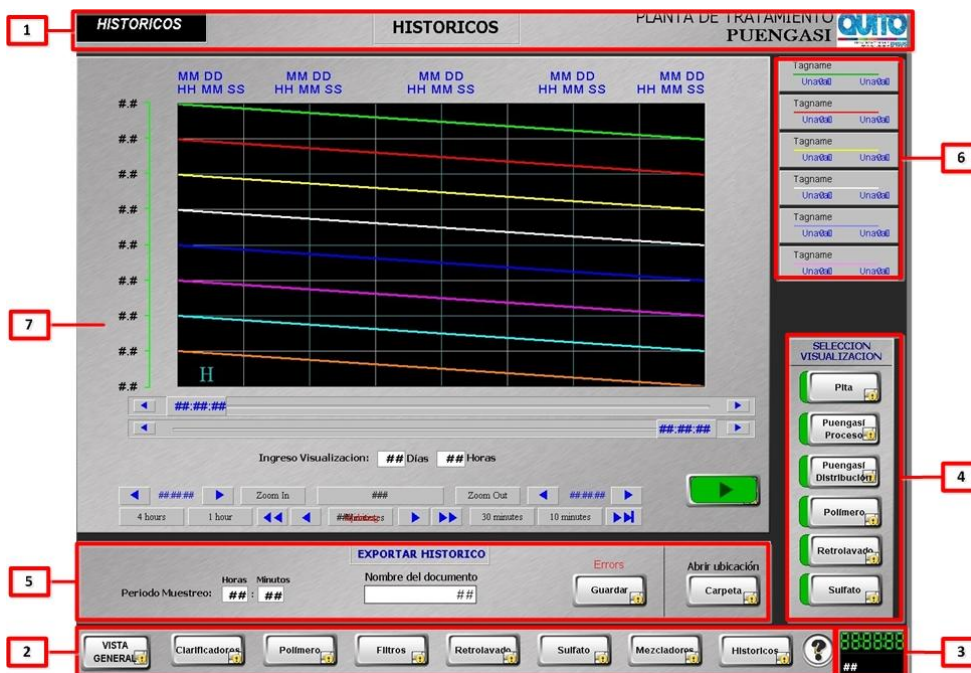 1
HISTORICOS
HISTORICOS
PLANTA DE TRATAMIENTO
PUENGASI
QUITO
MM DD MM DD MM DD MM DD MM DD
HH MM SS HH MM SS HH MM SS HH MM SS HH MM SS
#.#
#.#
#.#
#.#
#.#
#.#
#.#
#.#
#.#
H
7
Tagname
Tagname
Tagname
Tagname
Tagname
Tagname
6
##:##:##
##:##:##
Ingreso Visualizacion: ## Días ## Horas
##:##:## Zoom In ### Zoom Out ##:##:##
4 hours 1 hour 30 minutes 10 minutes
SELECCION
VISUALIZACION
Pita
Puengasí
Proceso
Puengasí
Distribución
Polímero
Retrolavado
Sulfato
4
5
EXPORTAR HISTORICO
Horas Minutos
Periodo Muestreo: ## : ##
Nombre del documento
##
Errors
Guardar
Abrir ubicación
Carpeta
2
VISTA
GENERAL
Clarificadores
Polímero
Filtros
Retrolavado
Sulfato
Mezcladores
Historicos
?
888888
##
3